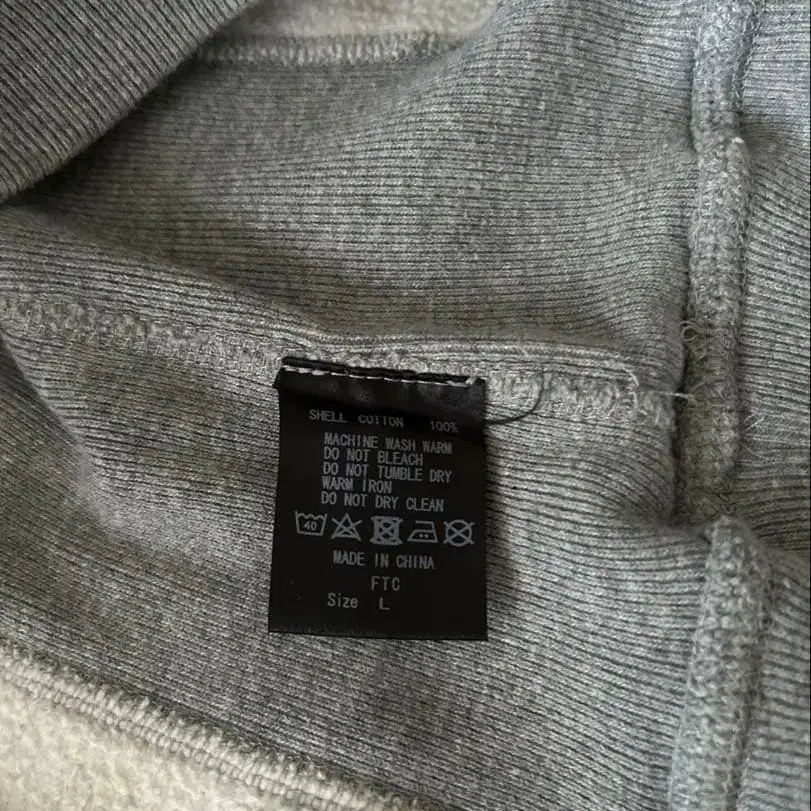 SHELL COTTON 100%
MACHINE WASH WARM
DO NOT BLEACH
DO NOT TUMBLE DRY
WARM IRON
DO NOT DRY CLEAN
40
MADE IN CHINA
FTC
Size L